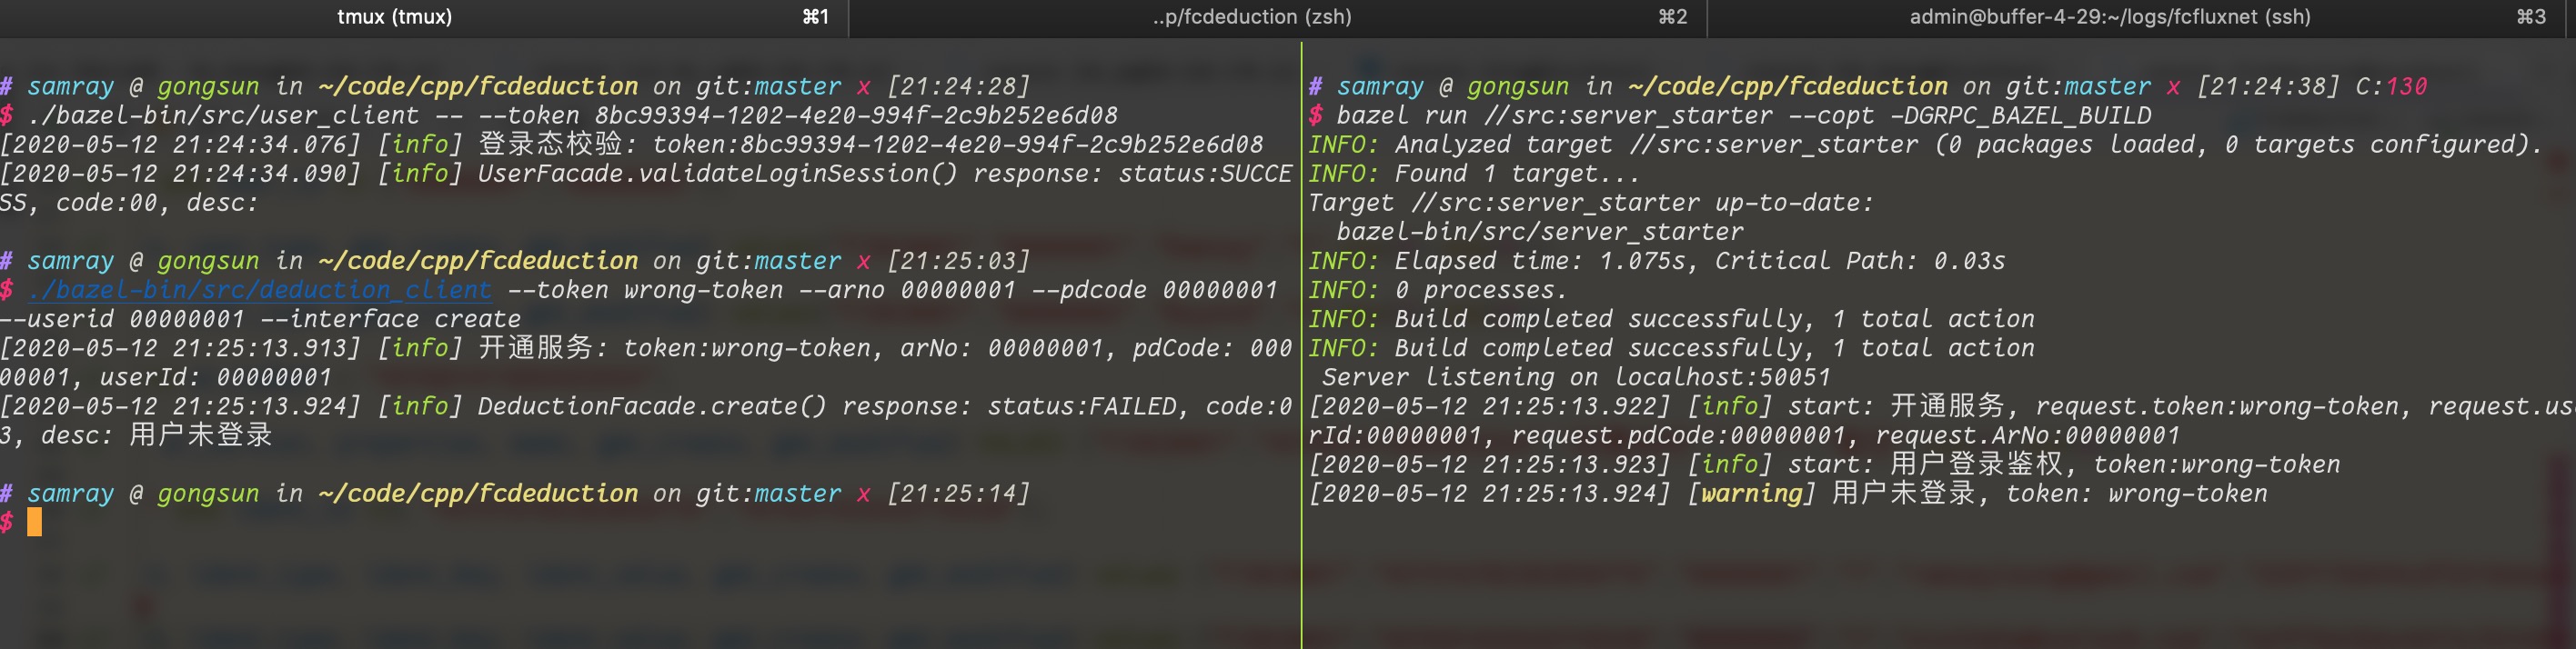 tmux (tmux) ⌘1 ..p/fcdeduction (zsh) ⌘2 admin@buffer-4-29:~/logs/fcfluxnet (ssh) ⌘3
# samray @ gongsun in ~/code/cpp/fcdeduction on git:master x [21:24:28]
$ ./bazel-bin/src/user_client -- --token 8bc99394-1202-4e20-994f-2c9b252e6d08
[2020-05-12 21:24:34.076] [info] 登录态校验: token:8bc99394-1202-4e20-994f-2c9b252e6d08
[2020-05-12 21:24:34.090] [info] UserFacade.validateLoginSession() response: status:SUCCE
SS, code:00, desc:
# samray @ gongsun in ~/code/cpp/fcdeduction on git:master x [21:25:03]
$ ./bazel-bin/src/deduction_client --token wrong-token --arno 00000001 --pdcode 00000001
--userid 00000001 --interface create
[2020-05-12 21:25:13.913] [info] 开通服务: token:wrong-token, arNo: 00000001, pdCode: 000
00001, userId: 00000001
[2020-05-12 21:25:13.924] [info] DeductionFacade.create() response: status:FAILED, code:0
3, desc: 用户未登录
# samray @ gongsun in ~/code/cpp/fcdeduction on git:master x [21:25:14]
$
# samray @ gongsun in ~/code/cpp/fcdeduction on git:master x [21:24:38] C:130
$ bazel run //src:server_starter --copt -DGRPC_BAZEL_BUILD
INFO: Analyzed target //src:server_starter (0 packages loaded, 0 targets configured).
INFO: Found 1 target...
Target //src:server_starter up-to-date:
bazel-bin/src/server_starter
INFO: Elapsed time: 1.075s, Critical Path: 0.03s
INFO: 0 processes.
INFO: Build completed successfully, 1 total action
INFO: Build completed successfully, 1 total action
Server listening on localhost:50051
[2020-05-12 21:25:13.922] [info] start: 开通服务, request.token:wrong-token, request.us
rId:00000001, request.pdCode:00000001, request.ArNo:00000001
[2020-05-12 21:25:13.923] [info] start: 用户登录鉴权, token:wrong-token
[2020-05-12 21:25:13.924] [warning] 用户未登录, token: wrong-token